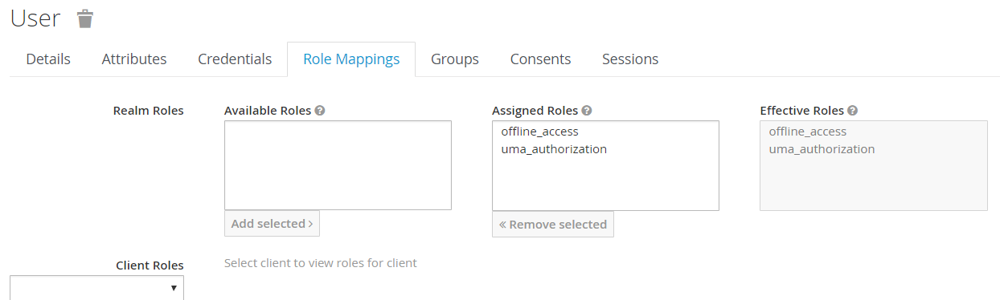 User
Details Attributes Credentials Role Mappings Groups Consents Sessions
Realm Roles Available Roles Assigned Roles Effective Roles
offline_access offline_access
uma_authorization uma_authorization
Add selected › « Remove selected
Client Roles Select client to view roles for client